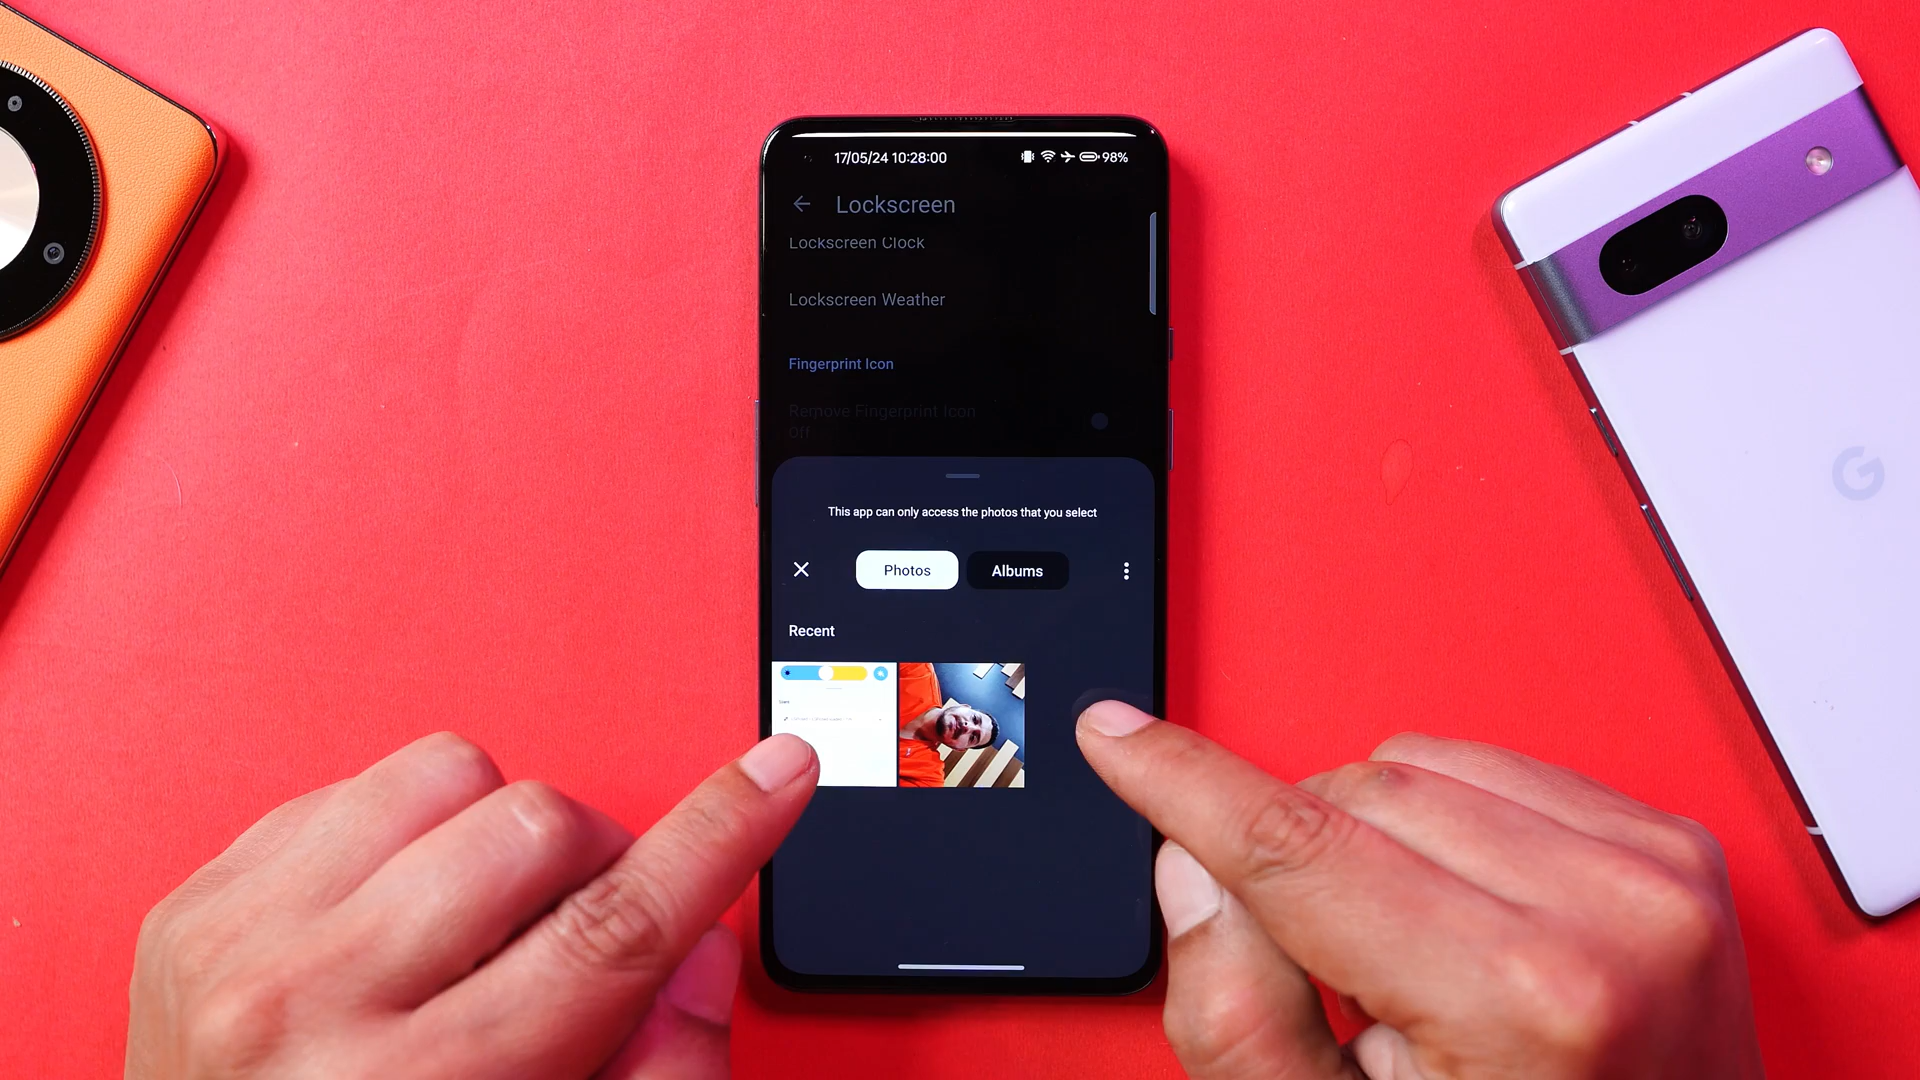 17/05/24 10:28:00
98%
Lockscreen
Lockscreen Clock
Lockscreen Weather
Fingerprint Icon
Remove Fingerprint Icon
Off
This app can only access the photos that you select
Photos
Albums
Recent
G